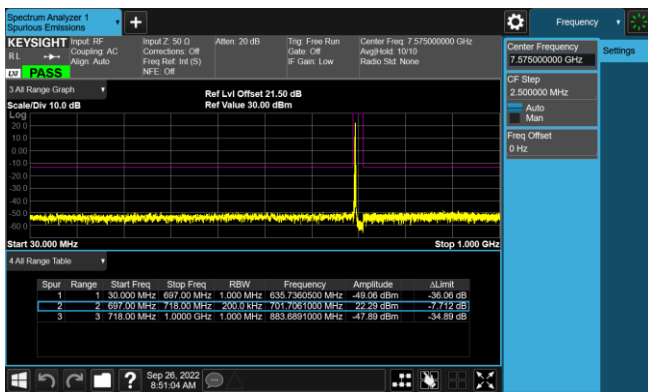 Spectrum Analyzer 1
Spurious Emissions
Frequency
KEYSIGHT
Input: RF
Input Z: 50 Ω
Atten: 20 dB
Trig: Free Run
Center Freq: 7.575000000 GHz
RL
Coupling: AC
Corrections: Off
Gate: Off
Avg|Hold: 10/10
Align: Auto
Freq Ref: Int (S)
IF Gain: Low
Radio Std: None
LXI
PASS
NFE: Off
Center Frequency
7.575000000 GHz
Settings
CF Step
2.500000 MHz
Auto
Man
Freq Offset
0 Hz
3 All Range Graph
Ref Lvl Offset 21.50 dB
Scale/Div 10.0 dB
Ref Value 30.00 dBm
Log
20.0
10.0
0.00
-10.0
-20.0
-30.0
-40.0
-50.0
-60.0
Start 30.000 MHz
Stop 1.000 GHz
4 All Range Table
Spur Range Start Freq Stop Freq RBW Frequency Amplitude ΔLimit
1 1 30.000 MHz 697.00 MHz 1.000 MHz 635.7360500 MHz -49.06 dBm -36.06 dB
2 2 697.00 MHz 718.00 MHz 200.0 kHz 701.7061000 MHz 22.29 dBm -7.712 dB
3 3 718.00 MHz 1.0000 GHz 1.000 MHz 883.6891000 MHz -47.89 dBm -34.89 dB
?
Sep 26, 2022
8:51:04 AM